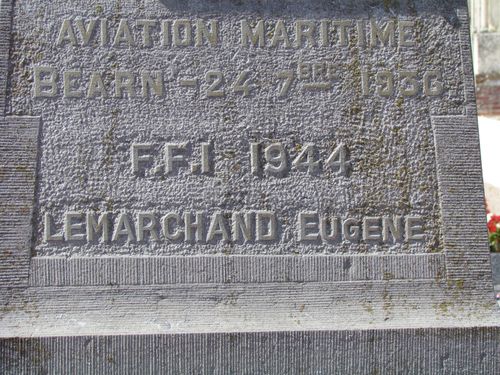 AVIATION MARITIME
BEARN - 24 7BRE 1936
F.F.I 1944
LEMARCHAND EUGENE